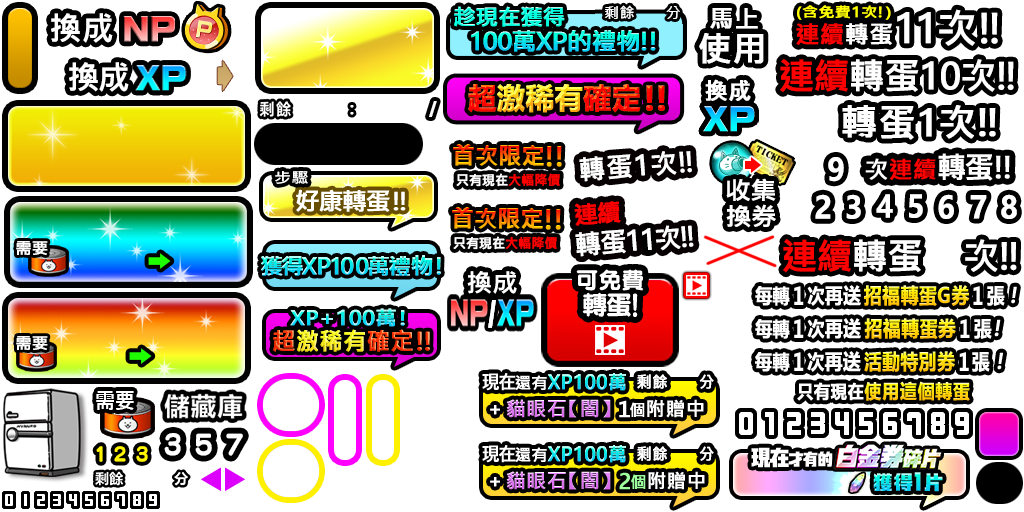 換成NP
P
換成XP
需要
需要
需要
1 2 3
儲藏庫
3 5 7
剩餘 分
0123456789
剩餘 : /
步驟
好康轉蛋!!
獲得XP100萬禮物!
XP+100萬!
超激稀有確定!!
趁現在獲得 剩餘 分
100萬XP的禮物!!
超激稀有確定!!
首次限定!!
只有現在大幅降價
轉蛋1次!!
首次限定!!
只有現在大幅降價
連續
轉蛋11次!!
換成
NP/XP
可免費
轉蛋!
現在還有XP100萬 剩餘 分
+貓眼石【闇】1個附贈中
現在還有XP100萬 剩餘 分
+貓眼石【闇】2個附贈中
馬上
使用
換成
XP
TICKET
收集
換券
(含免費1次!)
連續轉蛋11次!!
連續轉蛋10次!!
轉蛋1次!!
9 次連續轉蛋!!
2 3 4 5 6 7 8
連續轉蛋 次!!
每轉1次再送招福轉蛋G券1張!
每轉1次再送招福轉蛋券1張!
每轉1次再送活動特別券1張!
只有現在使用這個轉蛋
0123456789
現在才有的白金券碎片
獲得1片